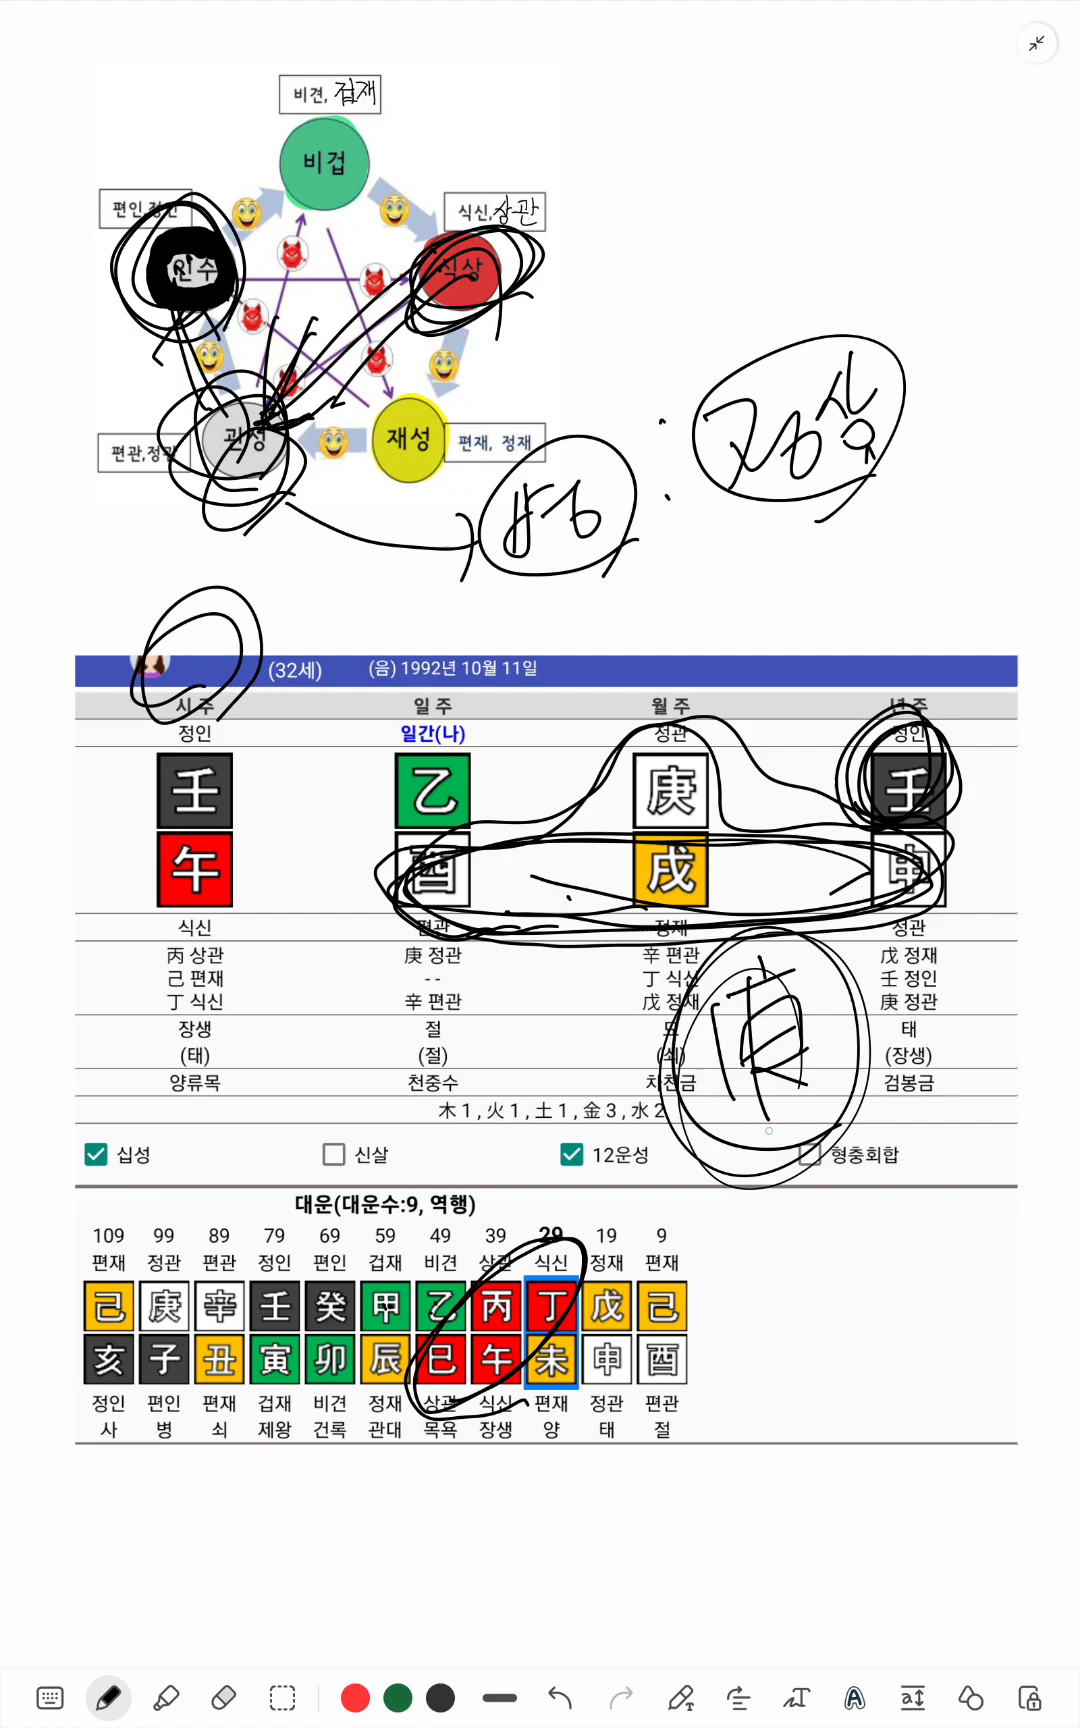 비견, 겁재
비겁
편인,정인
식신,상관
인수
식상
관성
재성
편관,정관
편재, 정재
(32세) (음) 1992년 10월 11일
시주 일주 월주 년주
정인 일간(나) 정관 정인
壬 乙 庚 壬
午 酉 戌 申
식신 편관 정재 정관
丙 상관 庚 정관 辛 편관 戊 정재
己 편재 -- 丁 식신 壬 정인
丁 식신 辛 편관 戊 정재 庚 정관
장생 절 묘 태
(태) (절) (쇠) (장생)
양류목 천중수 차천금 검봉금
木 1 , 火 1 , 土 1 , 金 3 , 水 2
십성 신살 12운성 형충회합
대운(대운수:9, 역행)
109 99 89 79 69 59 49 39 29 19 9
편재 정관 편관 정인 편인 겁재 비견 상관 식신 정재 편재
己 庚 辛 壬 癸 甲 乙 丙 丁 戊 己
亥 子 丑 寅 卯 辰 巳 午 未 申 酉
정인 편인 편재 겁재 비견 정재 상관 식신 편재 정관 편관
사 병 쇠 제왕 건록 관대 목욕 장생 양 태 절